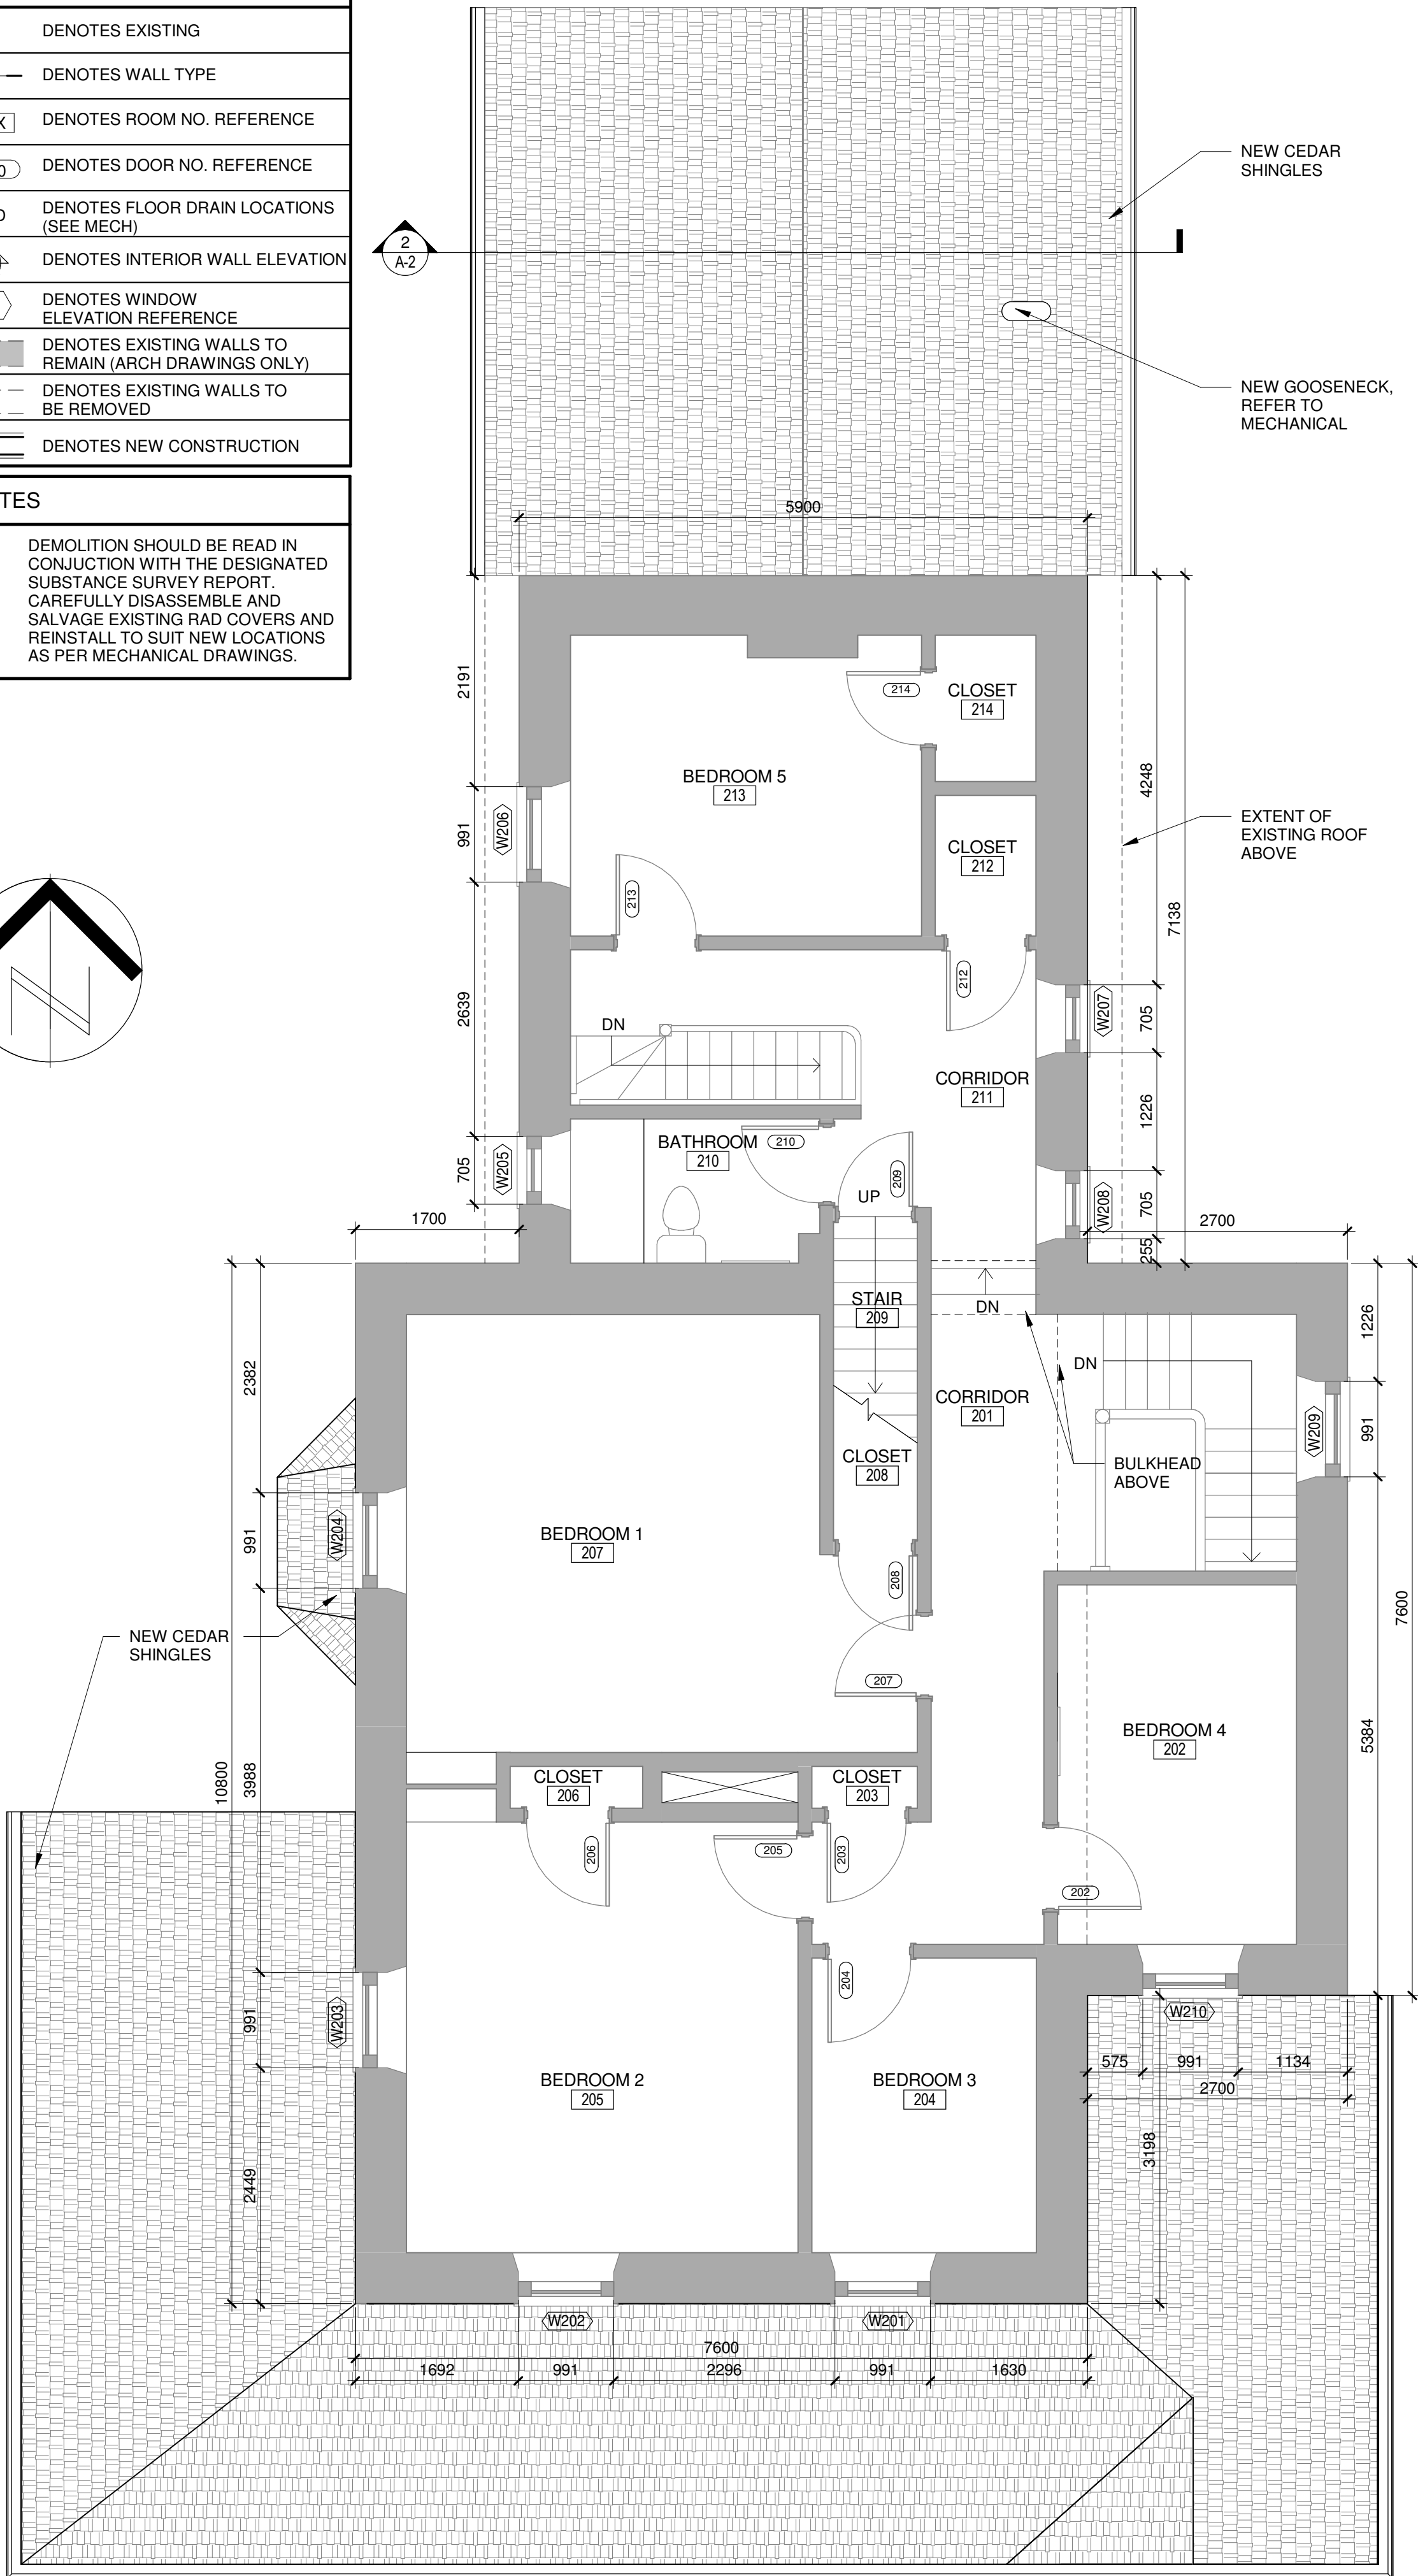 DENOTES EXISTING
DENOTES WALL TYPE
X
DENOTES ROOM NO. REFERENCE
DENOTES DOOR NO. REFERENCE
DENOTES FLOOR DRAIN LOCATIONS
(SEE MECH)
DENOTES INTERIOR WALL ELEVATION
DENOTES WINDOW
ELEVATION REFERENCE
DENOTES EXISTING WALLS TO
REMAIN (ARCH DRAWINGS ONLY)
DENOTES EXISTING WALLS TO
BE REMOVED
DENOTES NEW CONSTRUCTION
TES
DEMOLITION SHOULD BE READ IN
CONJUCTION WITH THE DESIGNATED
SUBSTANCE SURVEY REPORT.
CAREFULLY DISASSEMBLE AND
SALVAGE EXISTING RAD COVERS AND
REINSTALL TO SUIT NEW LOCATIONS
AS PER MECHANICAL DRAWINGS.
N
2
A-2
NEW CEDAR
SHINGLES
NEW GOOSENECK,
REFER TO
MECHANICAL
5900
2191
991
2639
705
W206
W205
BEDROOM 5
213
213
214
CLOSET
214
CLOSET
212
212
4248
705
1226
705
255
7138
W207
W208
EXTENT OF
EXISTING ROOF
ABOVE
DN
CORRIDOR
211
BATHROOM
210
210
209
UP
1700
2700
STAIR
209
DN
CORRIDOR
201
DN
BULKHEAD
ABOVE
CLOSET
208
208
W209
1226
991
5384
7600
2382
991
3988
991
2449
10800
W204
W203
NEW CEDAR
SHINGLES
BEDROOM 1
207
207
BEDROOM 4
202
202
CLOSET
206
206
CLOSET
203
203
205
204
BEDROOM 2
205
BEDROOM 3
204
W210
575
991
1134
2700
3198
W202
W201
7600
1692
991
2296
991
1630